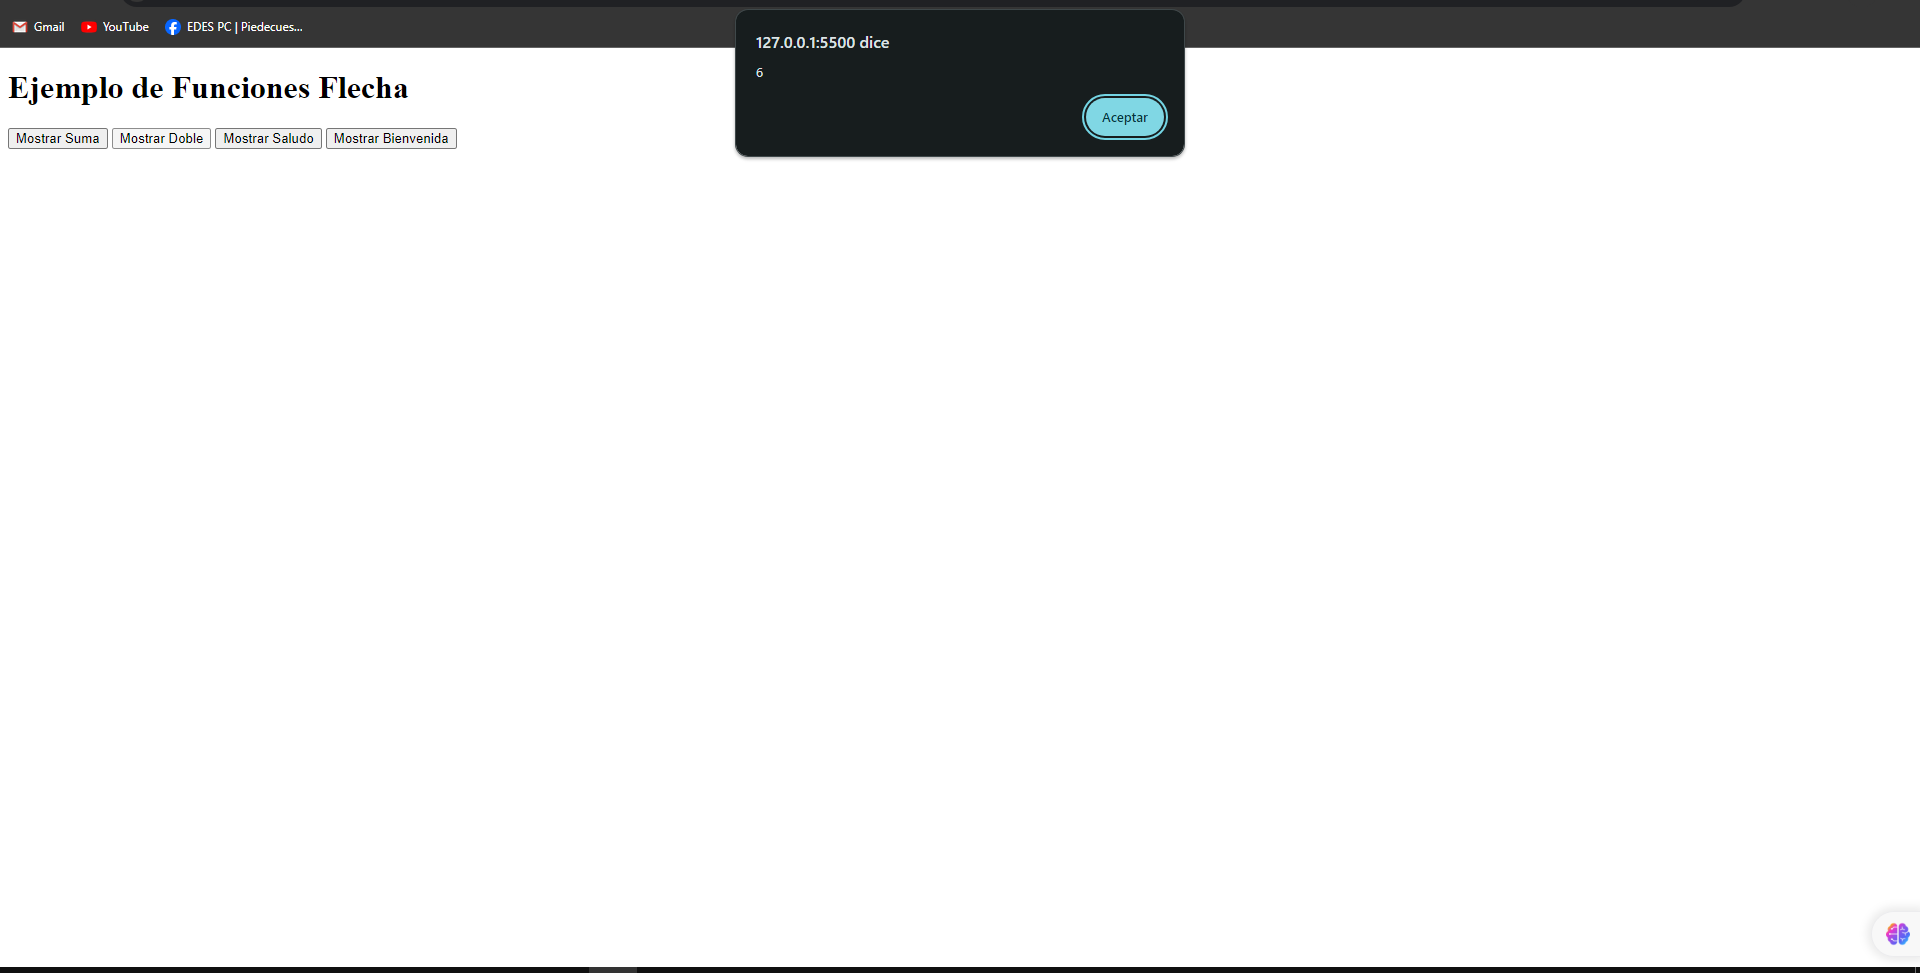 Gmail YouTube EDES PC | Piedecues...
127.0.0.1:5500 dice
6
Aceptar
Ejemplo de Funciones Flecha
Mostrar Suma Mostrar Doble Mostrar Saludo Mostrar Bienvenida